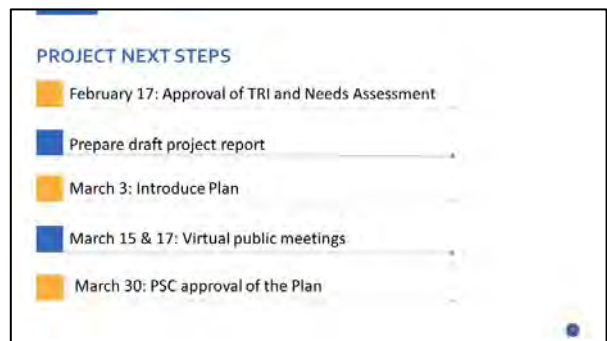 PROJECT NEXT STEPS
February 17: Approval of TRI and Needs Assessment
Prepare draft project report
March 3: Introduce Plan
March 15 & 17: Virtual public meetings
March 30: PSC approval of the Plan